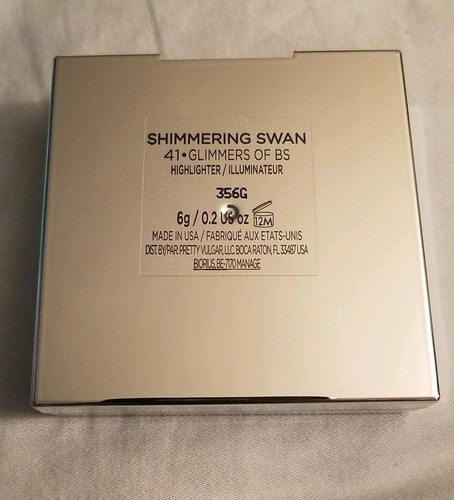 SHIMMERING SWAN
41•GLIMMERS OF BS
HIGHLIGHTER / ILLUMINATEUR
356G
6g / 0.2 US oz 12M
MADE IN USA / FABRIQUÉ AUX ETATS-UNIS
DIST. BY/PAR: PRETTY VULGAR, LLC. BOCA RATON, FL 33487 USA
BIORIUS, BE-7170 MANAGE